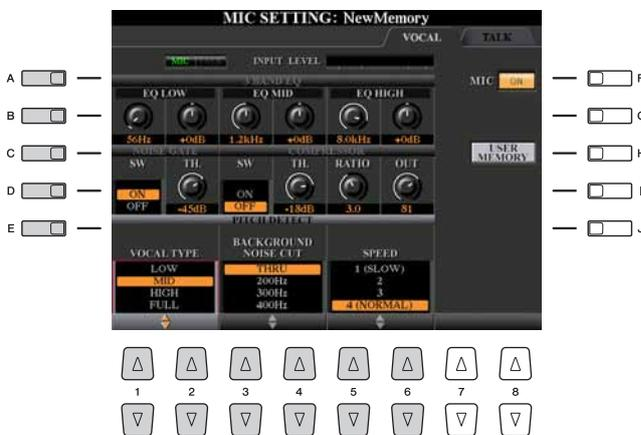 MIC SETTING: NewMemory
VOCAL TALK
MIC INPUT LEVEL
A
MIC ON
3 BAND EQ
EQ LOW EQ MID EQ HIGH
B
56Hz +0dB 1.2kHz +0dB 8.0kHz +0dB
C
NOISE GATE COMPRESSOR
USER MEMORY
SW TH. SW TH. RATIO OUT
D
ON ON
OFF -45dB OFF -18dB 3.0 81
E
PITCH DETECT
VOCAL TYPE BACKGROUND NOISE CUT SPEED
LOW THRU 1 (SLOW)
MID 200Hz 2
HIGH 300Hz 3
FULL 400Hz 4 (NORMAL)
1 2 3 4 5 6 7 8